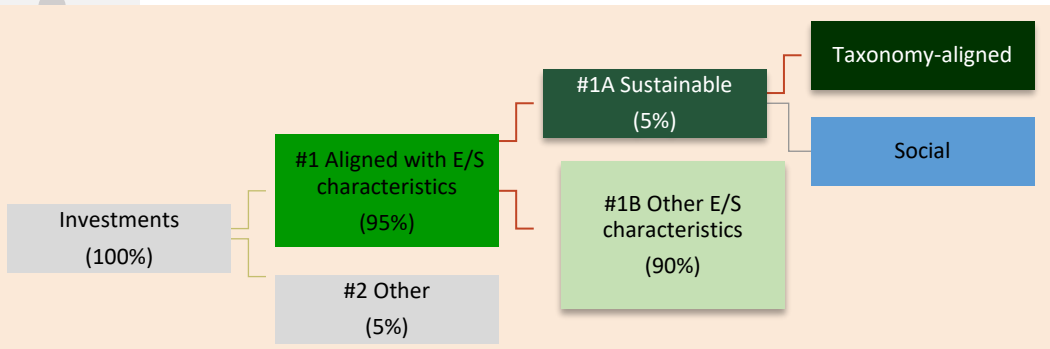 Investments
(100%)
#1 Aligned with E/S
characteristics
(95%)
#2 Other
(5%)
#1A Sustainable
(5%)
#1B Other E/S
characteristics
(90%)
Taxonomy-aligned
Social